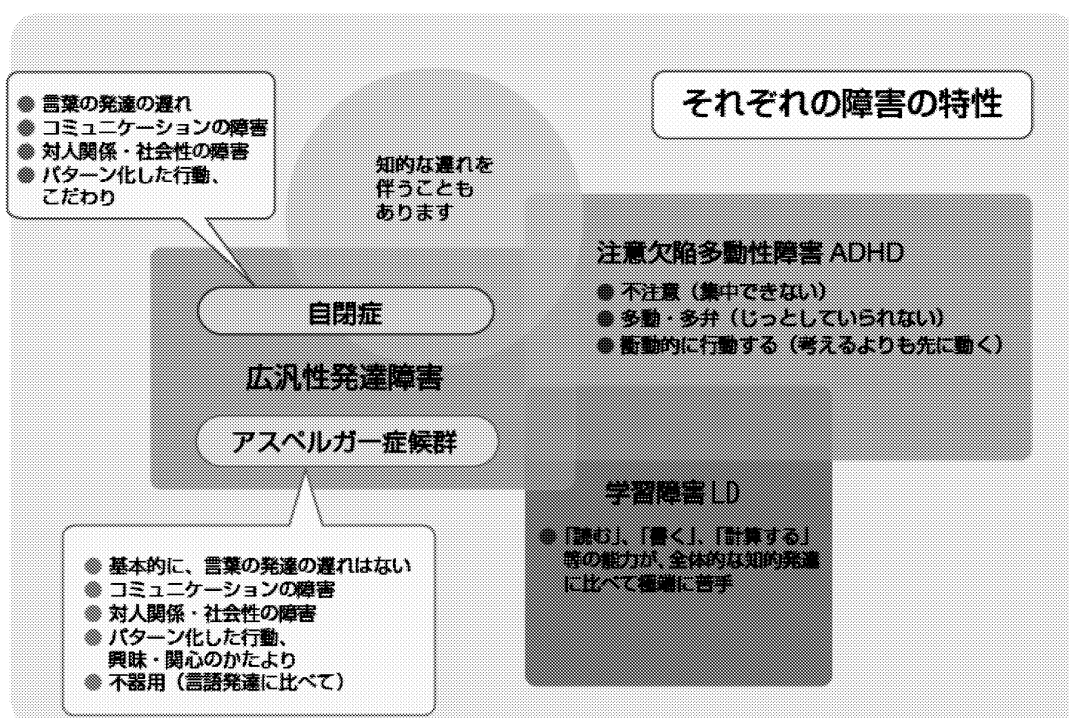 それぞれの障害の特性
● 言葉の発達の遅れ
● コミュニケーションの障害
● 対人関係・社会性の障害
● パターン化した行動、
こだわり
知的な遅れを
伴うことも
あります
自閉症
広汎性発達障害
アスペルガー症候群
● 基本的に、言葉の発達の遅れはない
● コミュニケーションの障害
● 対人関係・社会性の障害
● パターン化した行動、
興味・関心のかたより
● 不器用（言語発達に比べて）
注意欠陥多動性障害 ADHD
● 不注意（集中できない）
● 多動・多弁（じっとしていられない）
● 衝動的に行動する（考えるよりも先に動く）
学習障害 LD
● 「読む」、「書く」、「計算する」
等の能力が、全体的な知的発達
に比べて極端に苦手